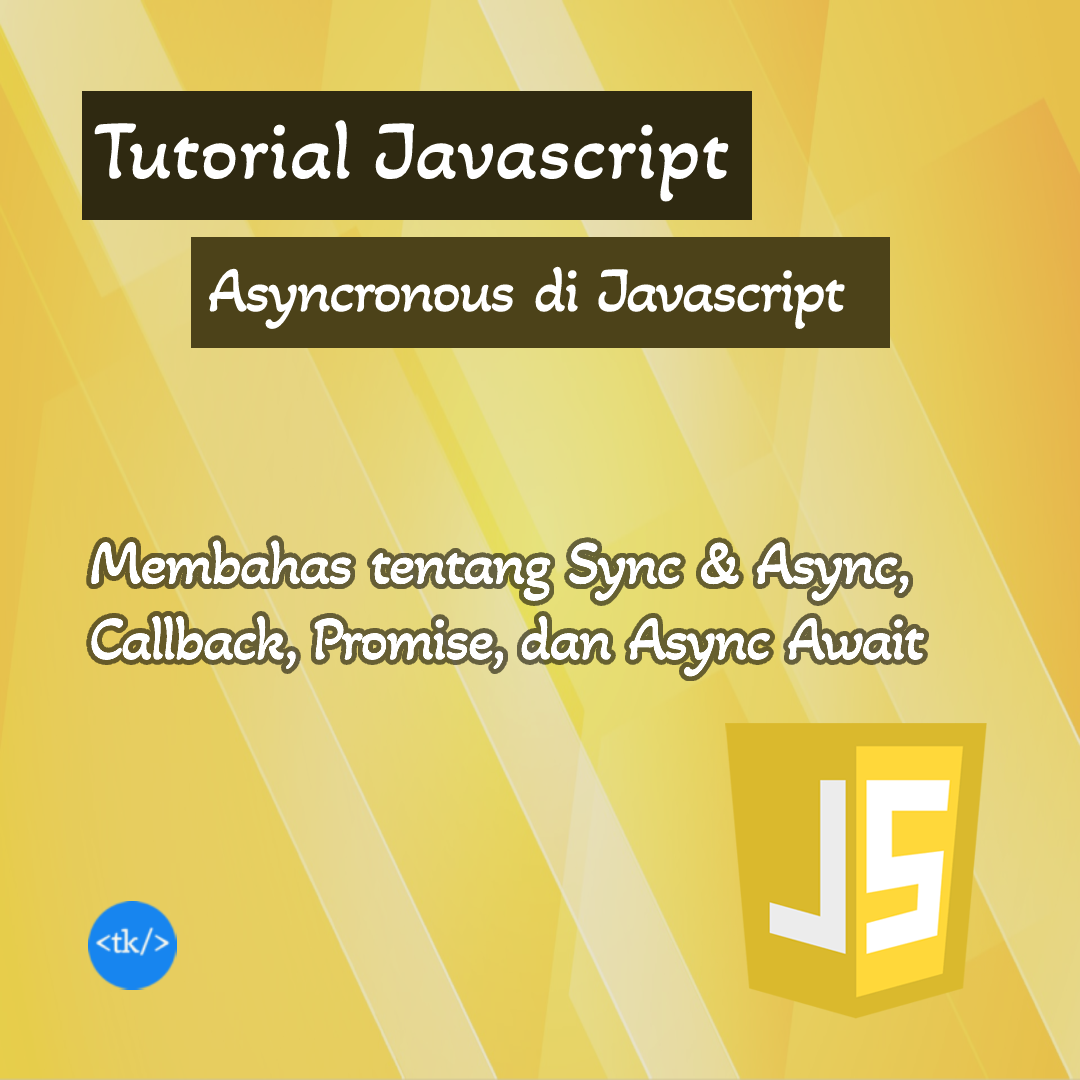 Tutorial Javascript
Asyncronous di Javascript
Membahas tentang Sync & Async,
Callback, Promise, dan Async Await
JS
<tk/>